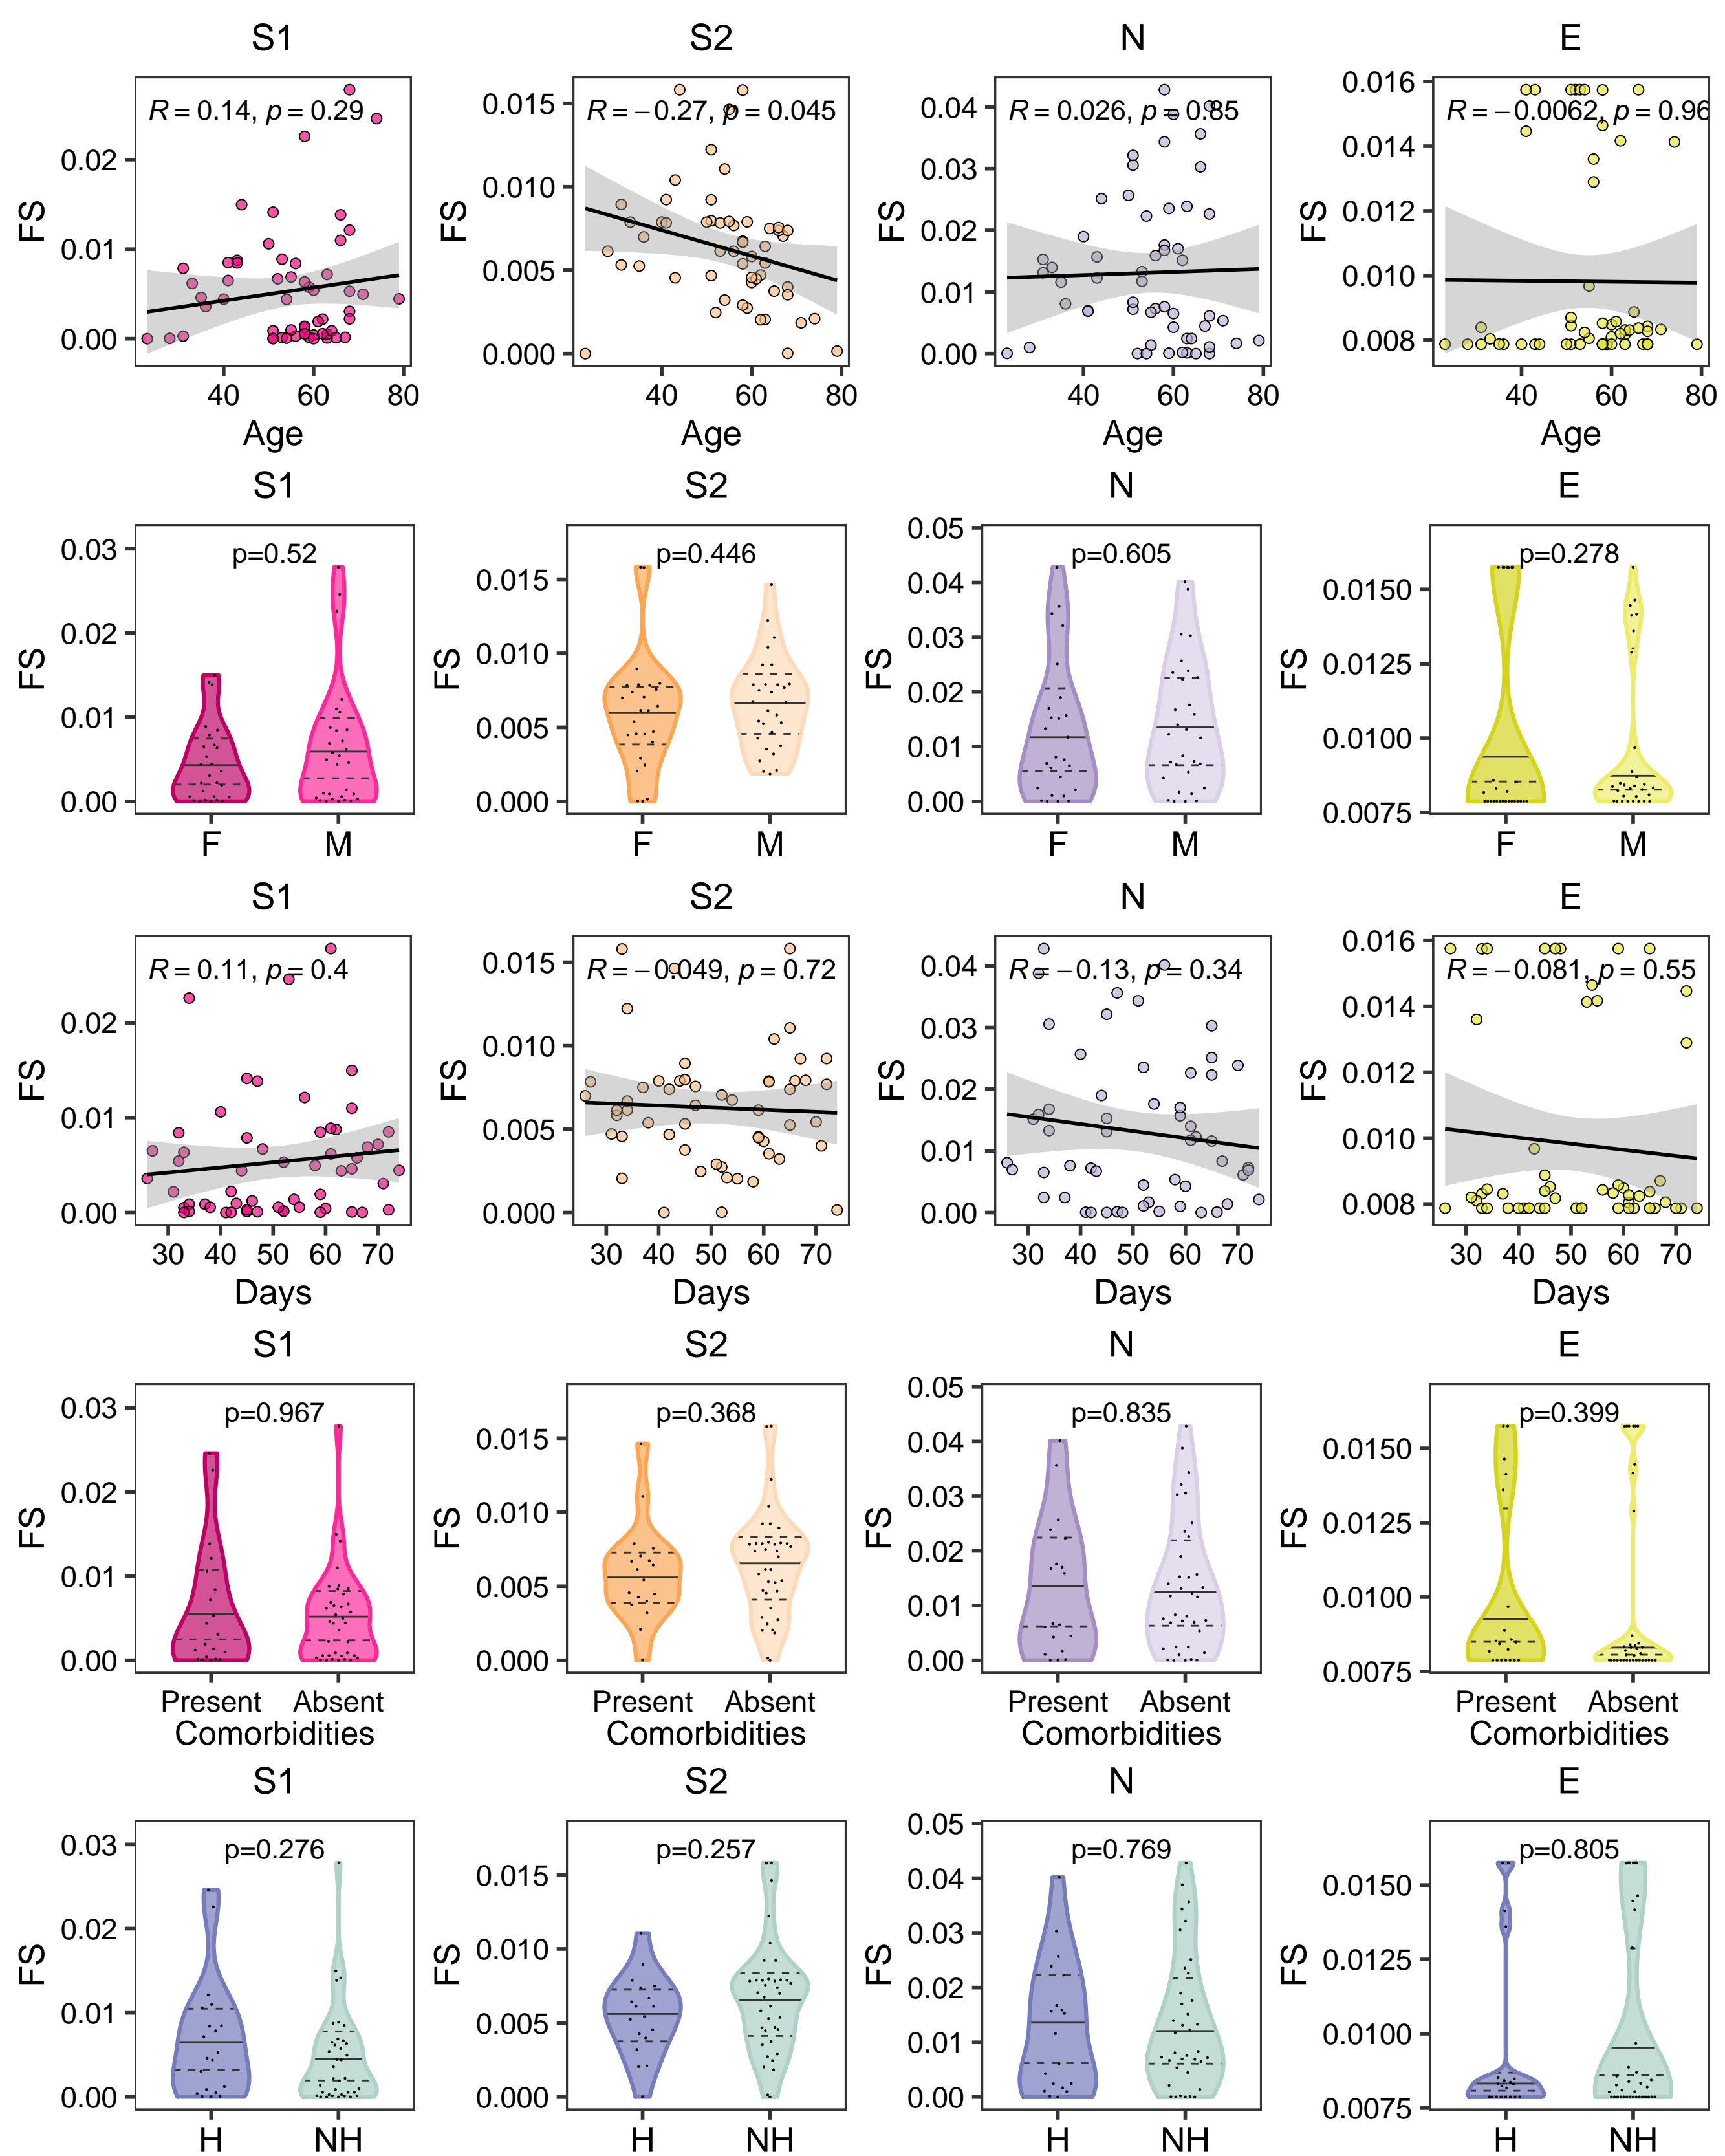 S1 S2 N E
FS 0.02 0.01 0.00 R = 0.14, p = 0.29 40 60 80 Age
FS 0.015 0.010 0.005 0.000 R = −0.27, p = 0.045 40 60 80 Age
FS 0.04 0.03 0.02 0.01 0.00 R = 0.026, p = 0.85 40 60 80 Age
FS 0.016 0.014 0.012 0.010 0.008 R = −0.0062, p = 0.96 40 60 80 Age
S1 S2 N E
FS 0.03 0.02 0.01 0.00 p=0.52 F M
FS 0.015 0.010 0.005 0.000 p=0.446 F M
FS 0.05 0.04 0.03 0.02 0.01 0.00 p=0.605 F M
FS 0.0150 0.0125 0.0100 0.0075 p=0.278 F M
S1 S2 N E
FS 0.02 0.01 0.00 R = 0.11, p = 0.4 30 40 50 60 70 Days
FS 0.015 0.010 0.005 0.000 R = −0.049, p = 0.72 30 40 50 60 70 Days
FS 0.04 0.03 0.02 0.01 0.00 R = −0.13, p = 0.34 30 40 50 60 70 Days
FS 0.016 0.014 0.012 0.010 0.008 R = −0.081, p = 0.55 30 40 50 60 70 Days
S1 S2 N E
FS 0.03 0.02 0.01 0.00 p=0.967 Present Absent Comorbidities
FS 0.015 0.010 0.005 0.000 p=0.368 Present Absent Comorbidities
FS 0.05 0.04 0.03 0.02 0.01 0.00 p=0.835 Present Absent Comorbidities
FS 0.0150 0.0125 0.0100 0.0075 p=0.399 Present Absent Comorbidities
S1 S2 N E
FS 0.03 0.02 0.01 0.00 p=0.276 H NH
FS 0.015 0.010 0.005 0.000 p=0.257 H NH
FS 0.05 0.04 0.03 0.02 0.01 0.00 p=0.769 H NH
FS 0.0150 0.0125 0.0100 0.0075 p=0.805 H NH